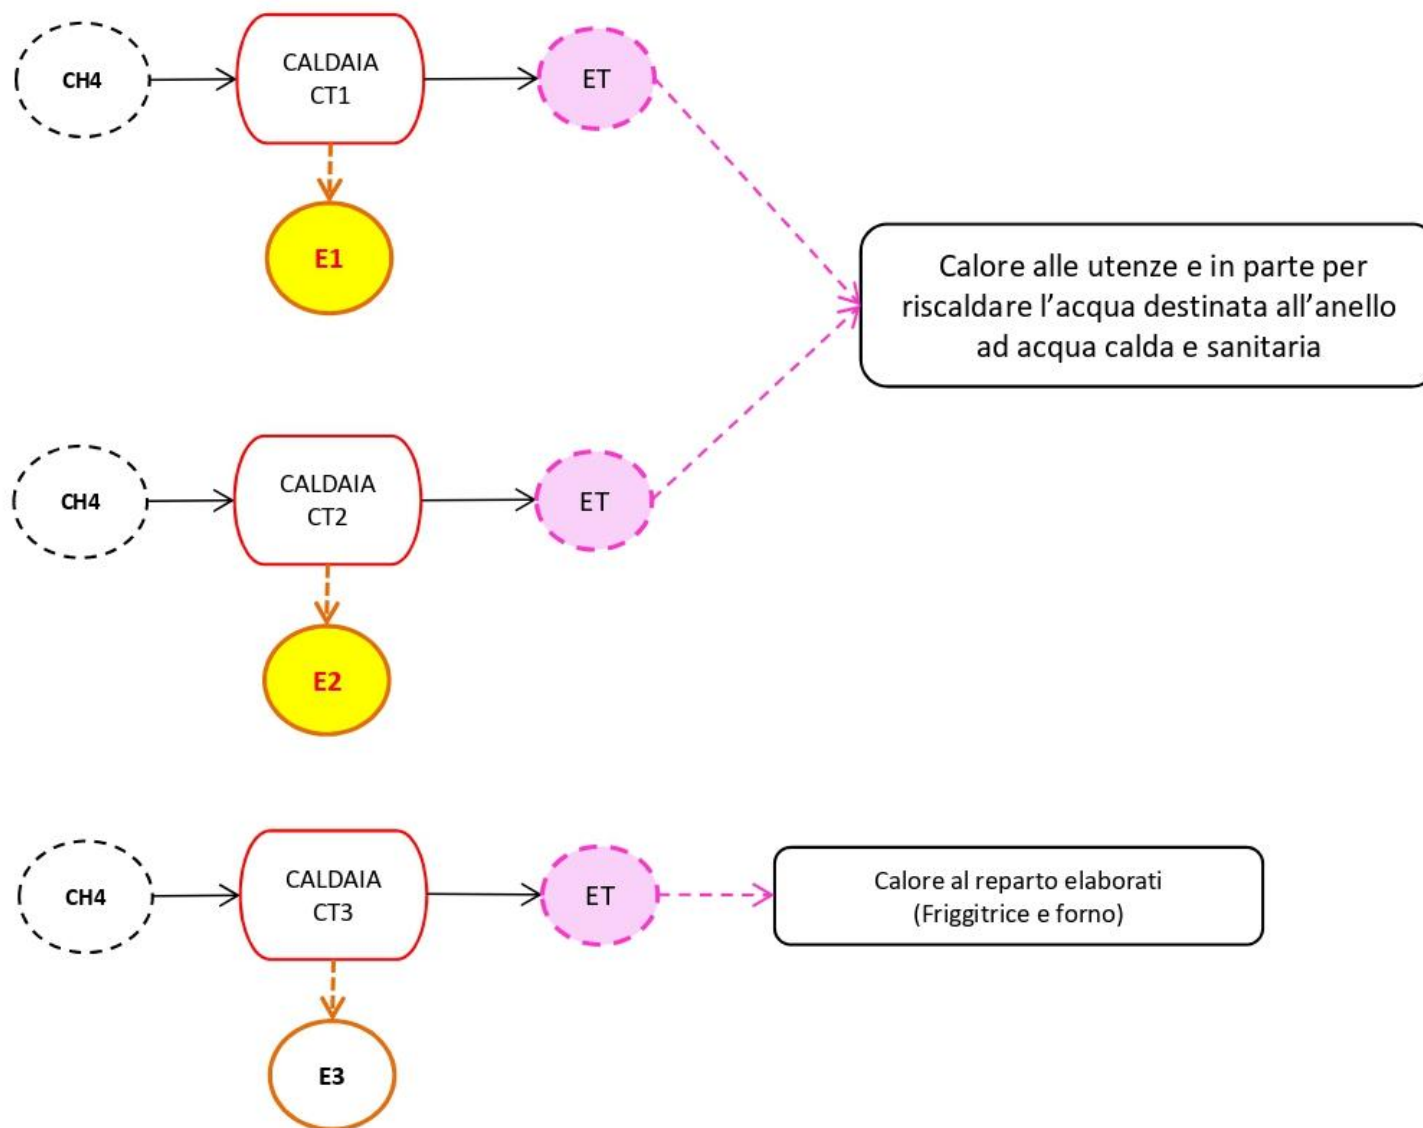 CH4
CALDAIA
CT1
ET
E1
Calore alle utenze e in parte per
riscaldare l’acqua destinata all’anello
ad acqua calda e sanitaria
CH4
CALDAIA
CT2
ET
E2
CH4
CALDAIA
CT3
ET
Calore al reparto elaborati
(Friggitrice e forno)
E3